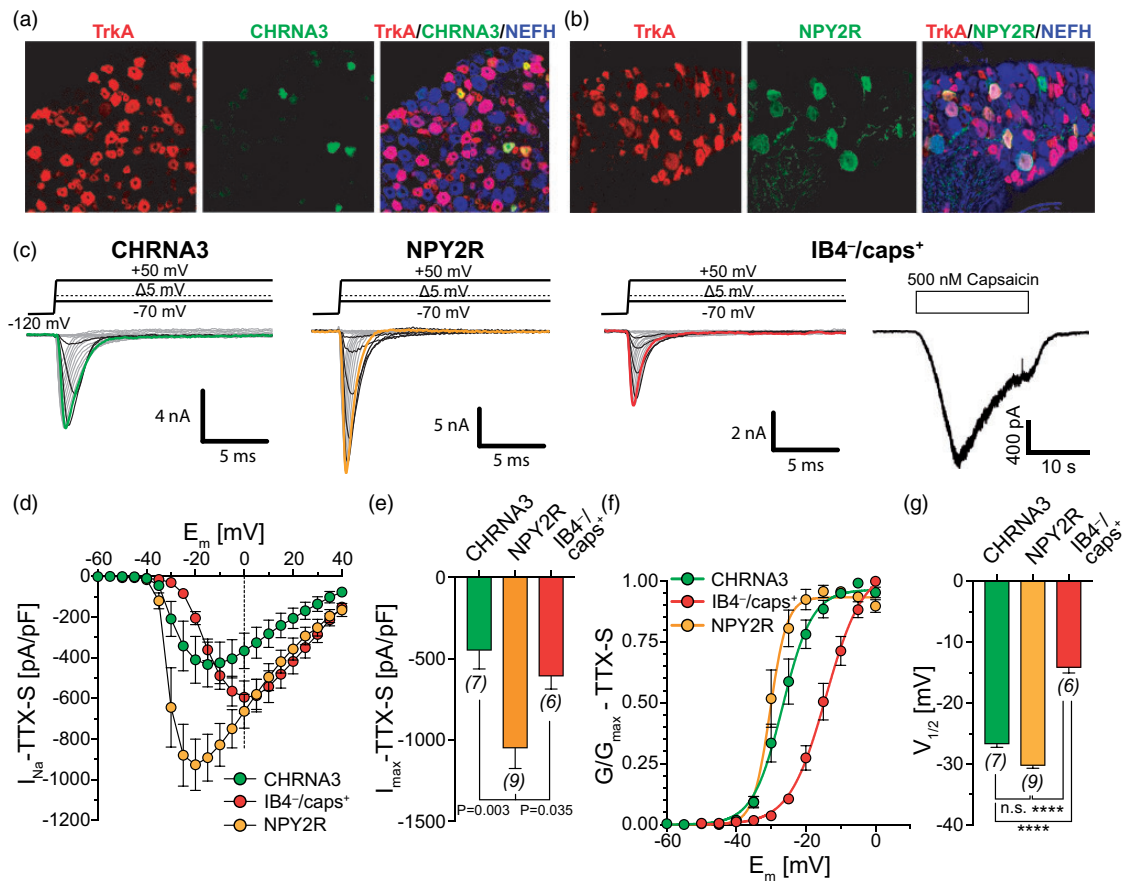 (a)
TrkA
CHRNA3
TrkA/CHRNA3/NEFH
(b)
TrkA
NPY2R
TrkA/NPY2R/NEFH
(c)
CHRNA3
NPY2R
IB4⁻/caps⁺
+50 mV
Δ5 mV
-70 mV
-120 mV
4 nA
5 ms
+50 mV
Δ5 mV
-70 mV
5 nA
5 ms
+50 mV
Δ5 mV
-70 mV
2 nA
5 ms
500 nM Capsaicin
400 pA
10 s
(d)
Eₘ [mV]
-60 -40 -20 0 20 40
0
-200
-400
-600
-800
-1000
-1200
I_Na-TTX-S [pA/pF]
CHRNA3
IB4⁻/caps⁺
NPY2R
(e)
CHRNA3
NPY2R
IB4⁻/
caps⁺
0
-500
-1000
-1500
I_max-TTX-S [pA/pF]
(7)
(9)
(6)
P=0.003
P=0.035
(f)
1.00
0.75
0.50
0.25
0.00
G/G_max - TTX-S
CHRNA3
IB4⁻/caps⁺
NPY2R
-60 -40 -20 0
Eₘ [mV]
(g)
CHRNA3
NPY2R
IB4⁻/
caps⁺
0
-10
-20
-30
-40
V_1/2 [mV]
(7)
(9)
(6)
n.s.
****
****